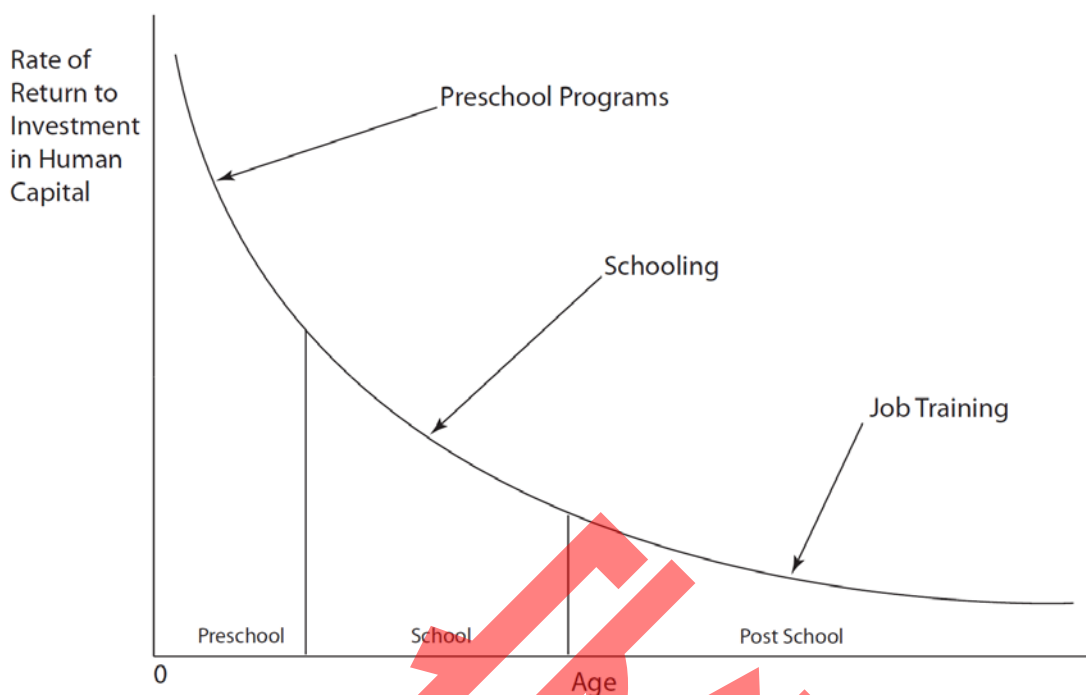 Rate of
Return to
Investment
in Human
Capital
Preschool Programs
Schooling
Job Training
Preschool
School
Post School
0
Age